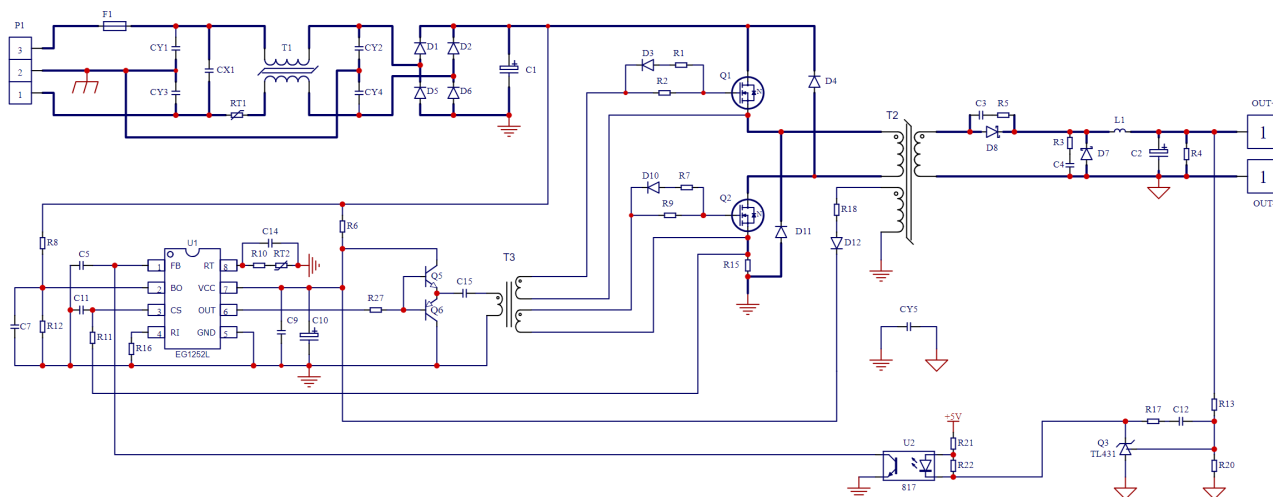 P1
F1
3
2
1
CY1
CY3
CX1
RT1
T1
CY2
CY4
D1
D2
D5
D6
C1
D3
R1
R2
Q1
N
D4
T2
C3
R5
D8
R3
C4
D7
L1
C2
R4
OUT+
1
1
OUT
D10
R7
R9
Q2
N
D11
R15
R18
D12
R8
C5
R6
U1
C14
R10
RT2
1
FB
RT
8
2
BO
VCC
7
3
CS
OUT
6
4
RI
GND
5
EG1252L
C11
C7
R12
R11
R16
C9
C10
R27
Q5
Q6
C15
T3
CY5
+5V
R21
R22
U2
817
R17
C12
Q3
TL431
R13
R20